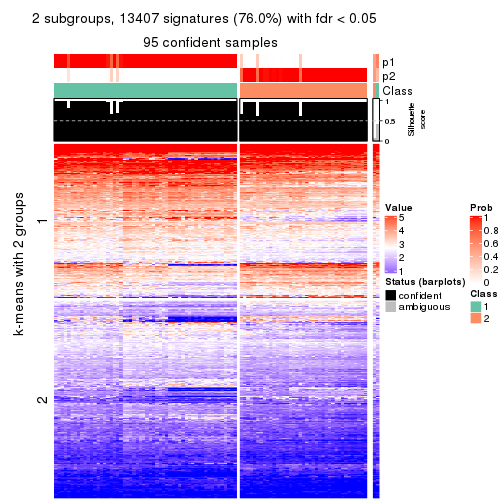 2 subgroups, 13407 signatures (76.0%) with fdr < 0.05
95 confident samples
p1
p2
Class
1
0.5
0
Silhouette
score
k-means with 2 groups
1
2
Value
5
4
3
2
1
Prob
1
0.8
0.6
0.4
0.2
0
Status (barplots)
confident
ambiguous
Class
1
2